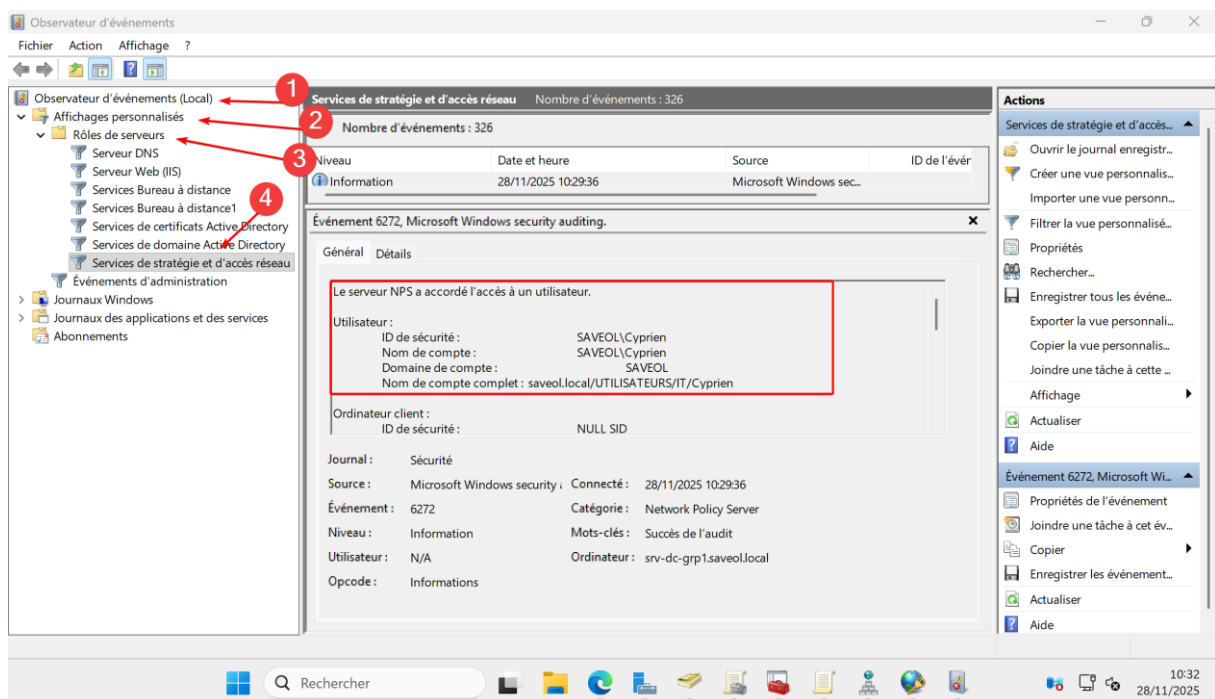 Observateur d'événements
Fichier Action Affichage ?
Observateur d'événements (Local)
Affichages personnalisés
Rôles de serveurs
Serveur DNS
Serveur Web (IIS)
Services Bureau à distance
Services Bureau à distance1
Services de certificats Active Directory
Services de domaine Active Directory
Services de stratégie et d'accès réseau
Événements d'administration
Journaux Windows
Journaux des applications et des services
Abonnements
1
2
3
4
Services de stratégie et d'accès réseau Nombre d'événements : 326
Nombre d'événements : 326
Niveau Date et heure Source ID de l'évér
Information 28/11/2025 10:29:36 Microsoft Windows sec...
Événement 6272, Microsoft Windows security auditing.
Général Détails
Le serveur NPS a accordé l'accès à un utilisateur.
Utilisateur :
ID de sécurité : SAVEOL\Cyprien
Nom de compte : SAVEOL\Cyprien
Domaine de compte : SAVEOL
Nom de compte complet : saveol.local/UTILISATEURS/IT/Cyprien
Ordinateur client :
ID de sécurité : NULL SID
Journal : Sécurité
Source : Microsoft Windows security Connecté : 28/11/2025 10:29:36
Événement : 6272 Catégorie : Network Policy Server
Niveau : Information Mots-clés : Succès de l'audit
Utilisateur : N/A Ordinateur : srv-dc-grp1.saveol.local
Opcode : Informations
Actions
Services de stratégie et d'accès...
Ouvrir le journal enregistr...
Créer une vue personnalis...
Importer une vue personn...
Filtrer la vue personnalisé...
Propriétés
Rechercher...
Enregistrer tous les événe...
Exporter la vue personnali...
Copier la vue personnalis...
Joindre une tâche à cette ...
Affichage
Actualiser
Aide
Événement 6272, Microsoft Wi...
Propriétés de l'événement
Joindre une tâche à cet év...
Copier
Enregistrer les événement...
Actualiser
Aide
Rechercher
10:32
28/11/2025